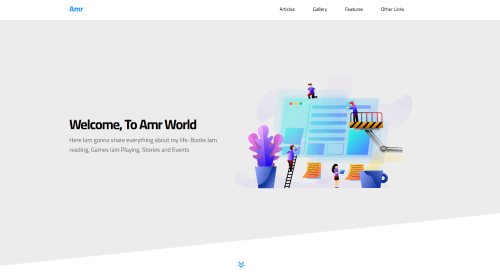 Amr
Articles
Gallery
Features
Other Links
Welcome, To Amr World
Here Iam gonna share everything about my life. Books Iam
reading, Games Iam Playing, Stories and Events